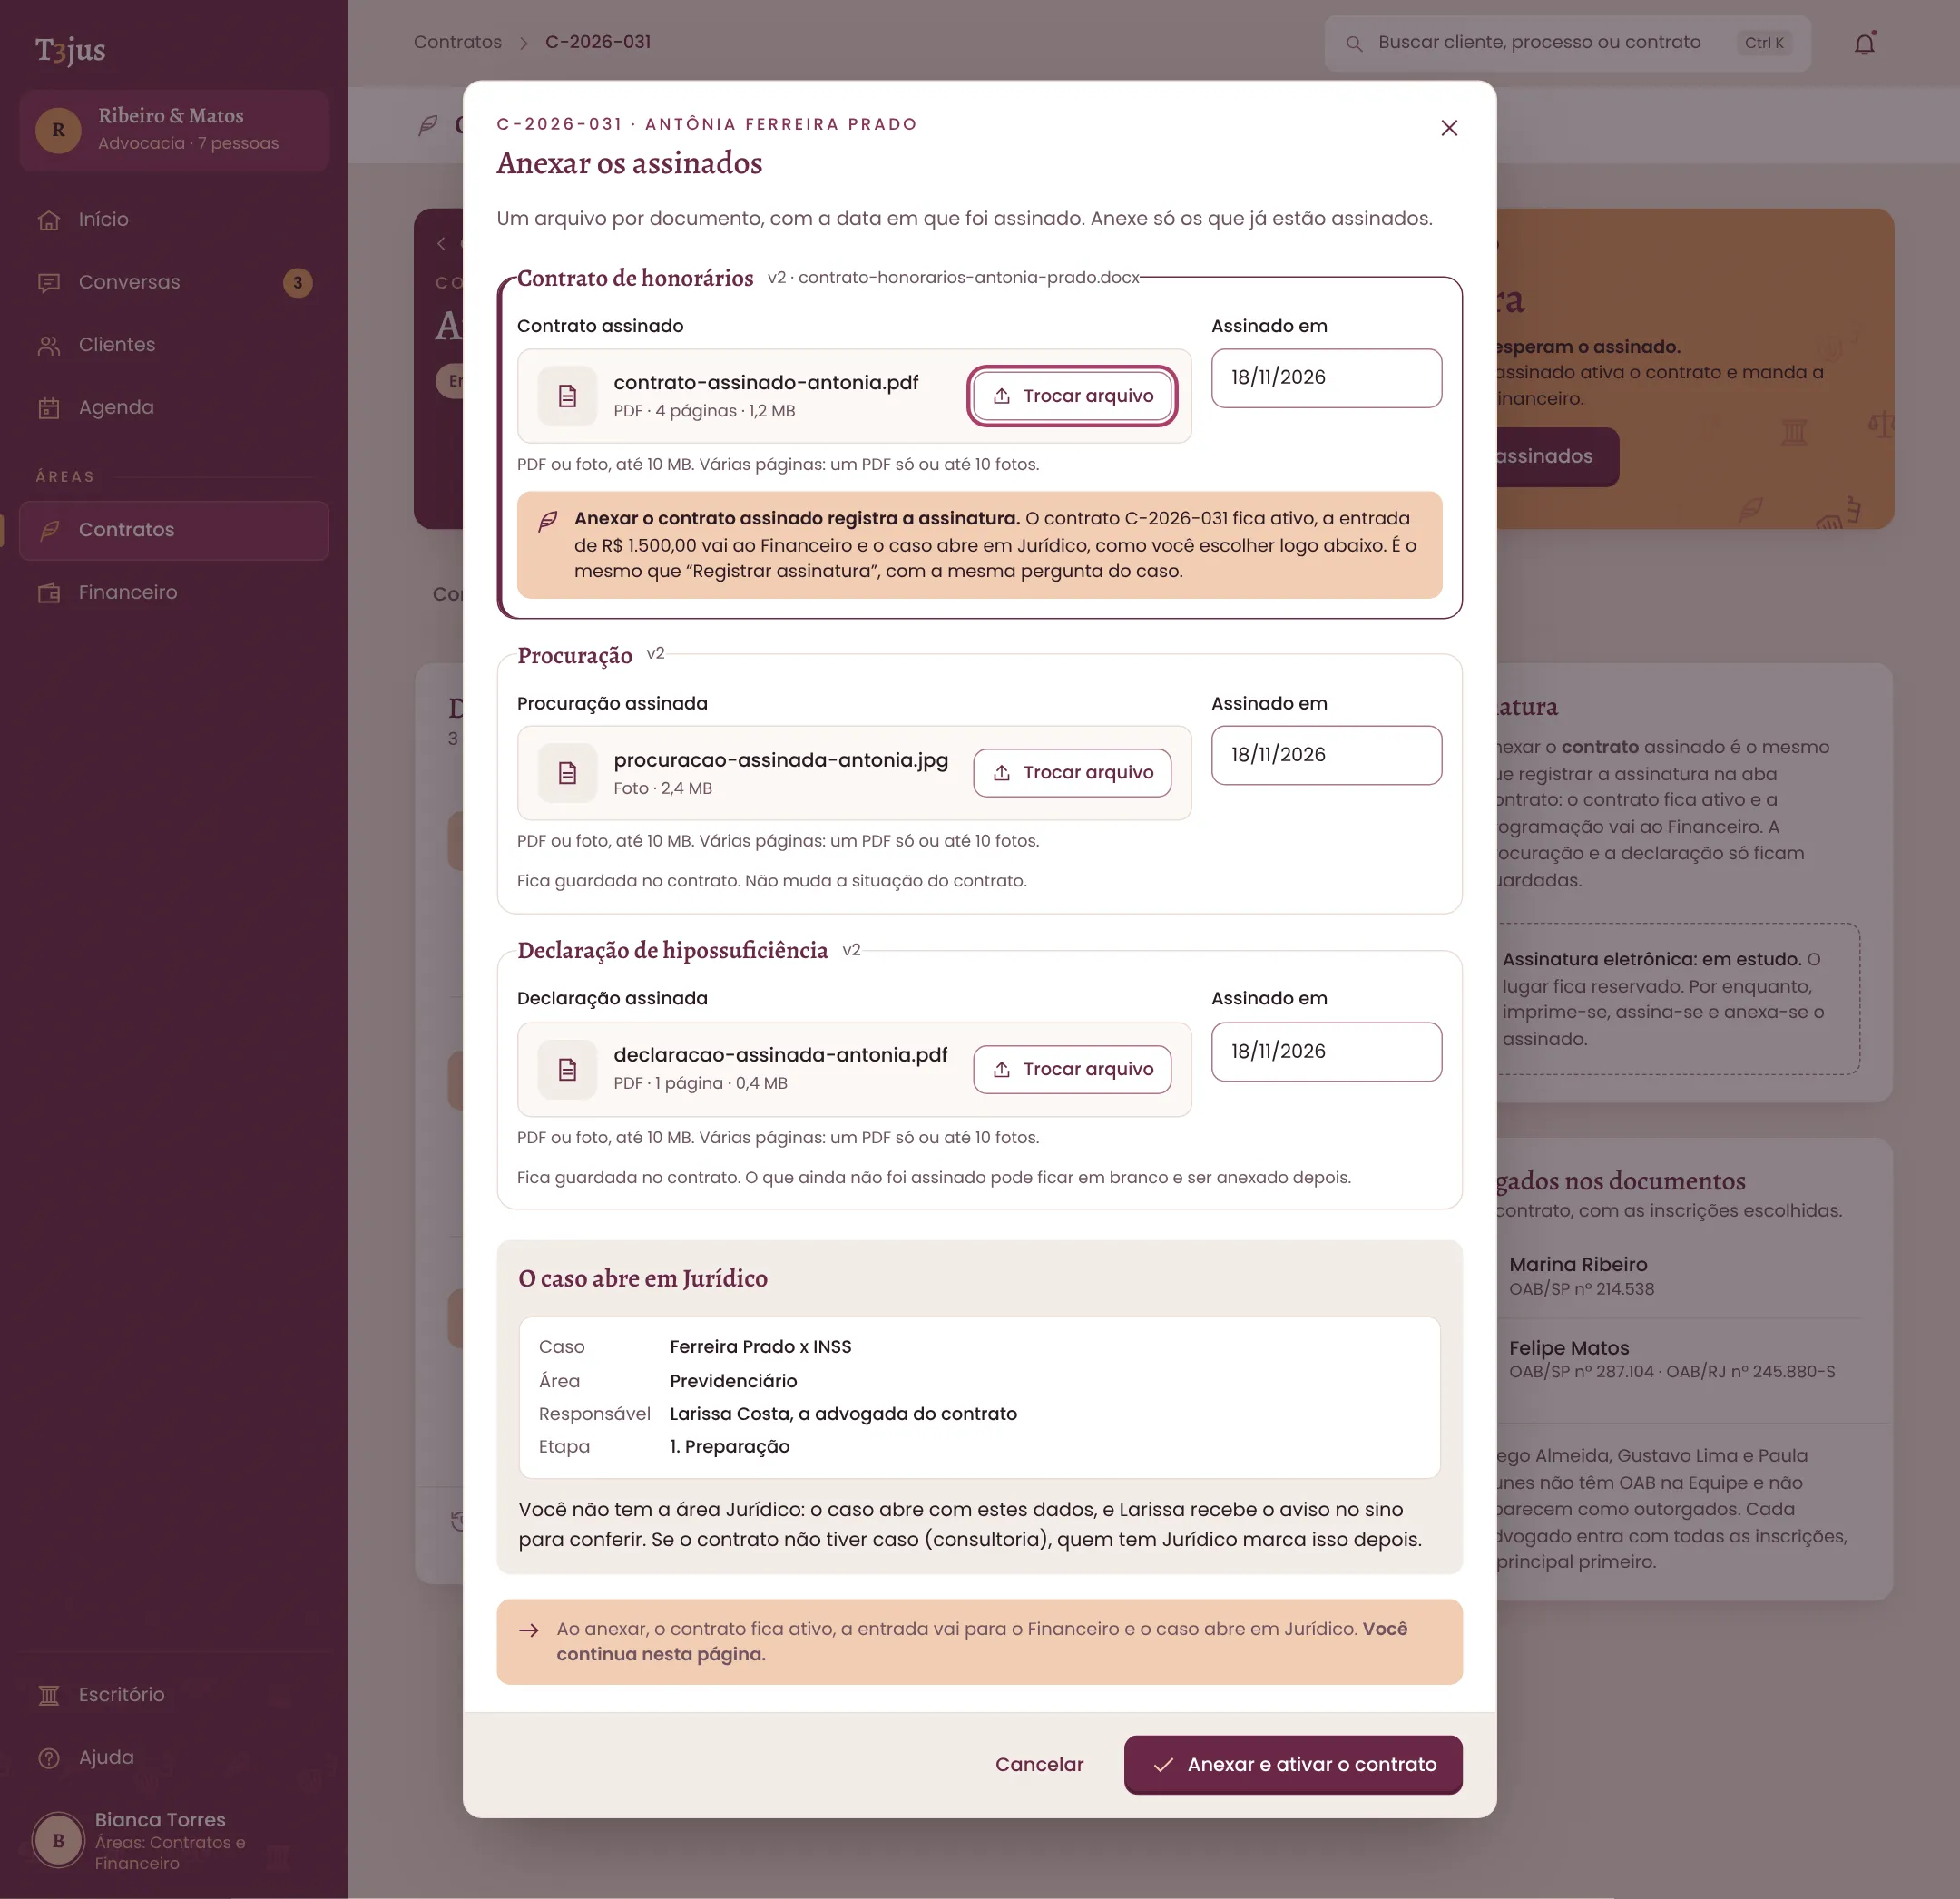 T3jus
Ribeiro & Matos
Advocacia · 7 pessoas
Início
Conversas
3
Clientes
Agenda
ÁREAS
Contratos
Financeiro
Escritório
Ajuda
B
Bianca Torres
Áreas: Contratos e
Financeiro
R
Contratos
C-2026-031
Buscar cliente, processo ou contrato
Ctrl K
C-2026-031 · ANTÔNIA FERREIRA PRADO
Anexar os assinados
Um arquivo por documento, com a data em que foi assinado. Anexe só os que já estão assinados.
Contrato de honorários v2 · contrato-honorarios-antonia-prado.docx
Contrato assinado
Assinado em
contrato-assinado-antonia.pdf
PDF · 4 páginas · 1,2 MB
Trocar arquivo
18/11/2026
PDF ou foto, até 10 MB. Várias páginas: um PDF só ou até 10 fotos.
Anexar o contrato assinado registra a assinatura. O contrato C-2026-031 fica ativo, a entrada
de R$ 1.500,00 vai ao Financeiro e o caso abre em Jurídico, como você escolher logo abaixo. É o
mesmo que “Registrar assinatura”, com a mesma pergunta do caso.
Procuração v2
Procuração assinada
Assinado em
procuracao-assinada-antonia.jpg
Foto · 2,4 MB
Trocar arquivo
18/11/2026
PDF ou foto, até 10 MB. Várias páginas: um PDF só ou até 10 fotos.
Fica guardada no contrato. Não muda a situação do contrato.
Declaração de hipossuficiência v2
Declaração assinada
Assinado em
declaracao-assinada-antonia.pdf
PDF · 1 página · 0,4 MB
Trocar arquivo
18/11/2026
PDF ou foto, até 10 MB. Várias páginas: um PDF só ou até 10 fotos.
Fica guardada no contrato. O que ainda não foi assinado pode ficar em branco e ser anexado depois.
O caso abre em Jurídico
Caso Ferreira Prado x INSS
Área Previdenciário
Responsável Larissa Costa, a advogada do contrato
Etapa 1. Preparação
Você não tem a área Jurídico: o caso abre com estes dados, e Larissa recebe o aviso no sino
para conferir. Se o contrato não tiver caso (consultoria), quem tem Jurídico marca isso depois.
Ao anexar, o contrato fica ativo, a entrada vai para o Financeiro e o caso abre em Jurídico. Você
continua nesta página.
Cancelar
Anexar e ativar o contrato
esperam o assinado.
assinado ativa o contrato e manda a
assinados
o contrato assinado é o mesmo
registrar a assinatura na aba
o contrato fica ativo e a
vai ao Financeiro. A
e a declaração só ficam
Assinatura eletrônica: em estudo. O
lugar fica reservado. Por enquanto,
imprime-se, assina-se e anexa-se o
assinado.
nos documentos
contrato, com as inscrições escolhidas.
Marina Ribeiro
OAB/SP nº 214.538
Felipe Matos
OAB/SP nº 287.104 · OAB/RJ nº 245.880-S
Almeida, Gustavo Lima e Paula
não têm OAB na Equipe e não
como outorgados. Cada
entra com todas as inscrições,
principal primeiro.